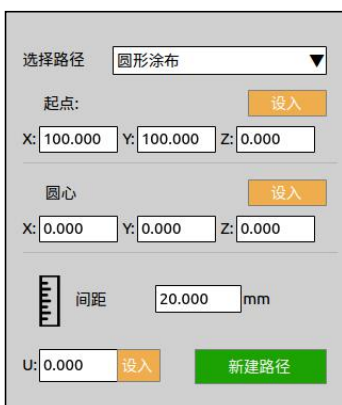 选择路径 圆形涂布
起点: 设入
X: 100.000 Y: 100.000 Z: 0.000
圆心 设入
X: 0.000 Y: 0.000 Z: 0.000
间距 20.000 mm
U: 0.000 设入 新建路径